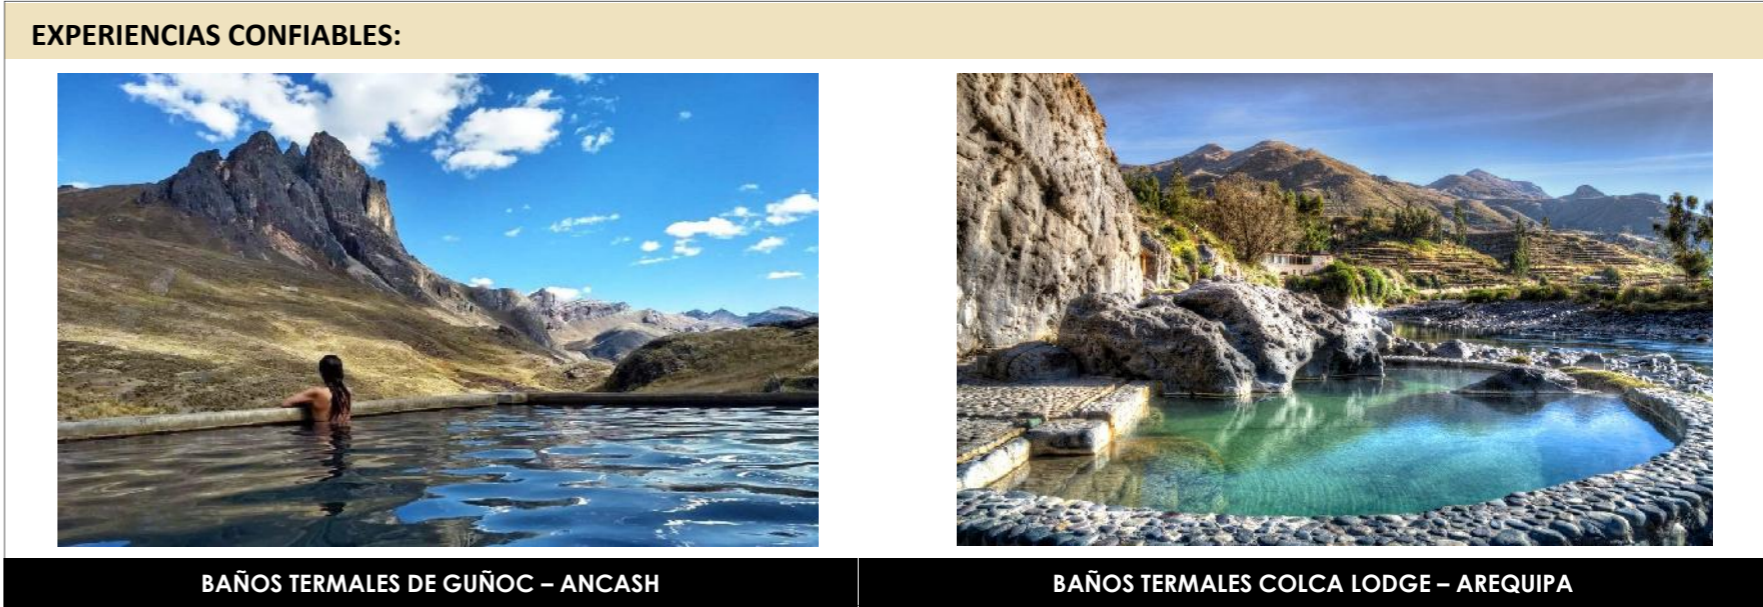 EXPERIENCIAS CONFIABLES:
BAÑOS TERMALES DE GUÑOC – ANCASH
BAÑOS TERMALES COLCA LODGE – AREQUIPA